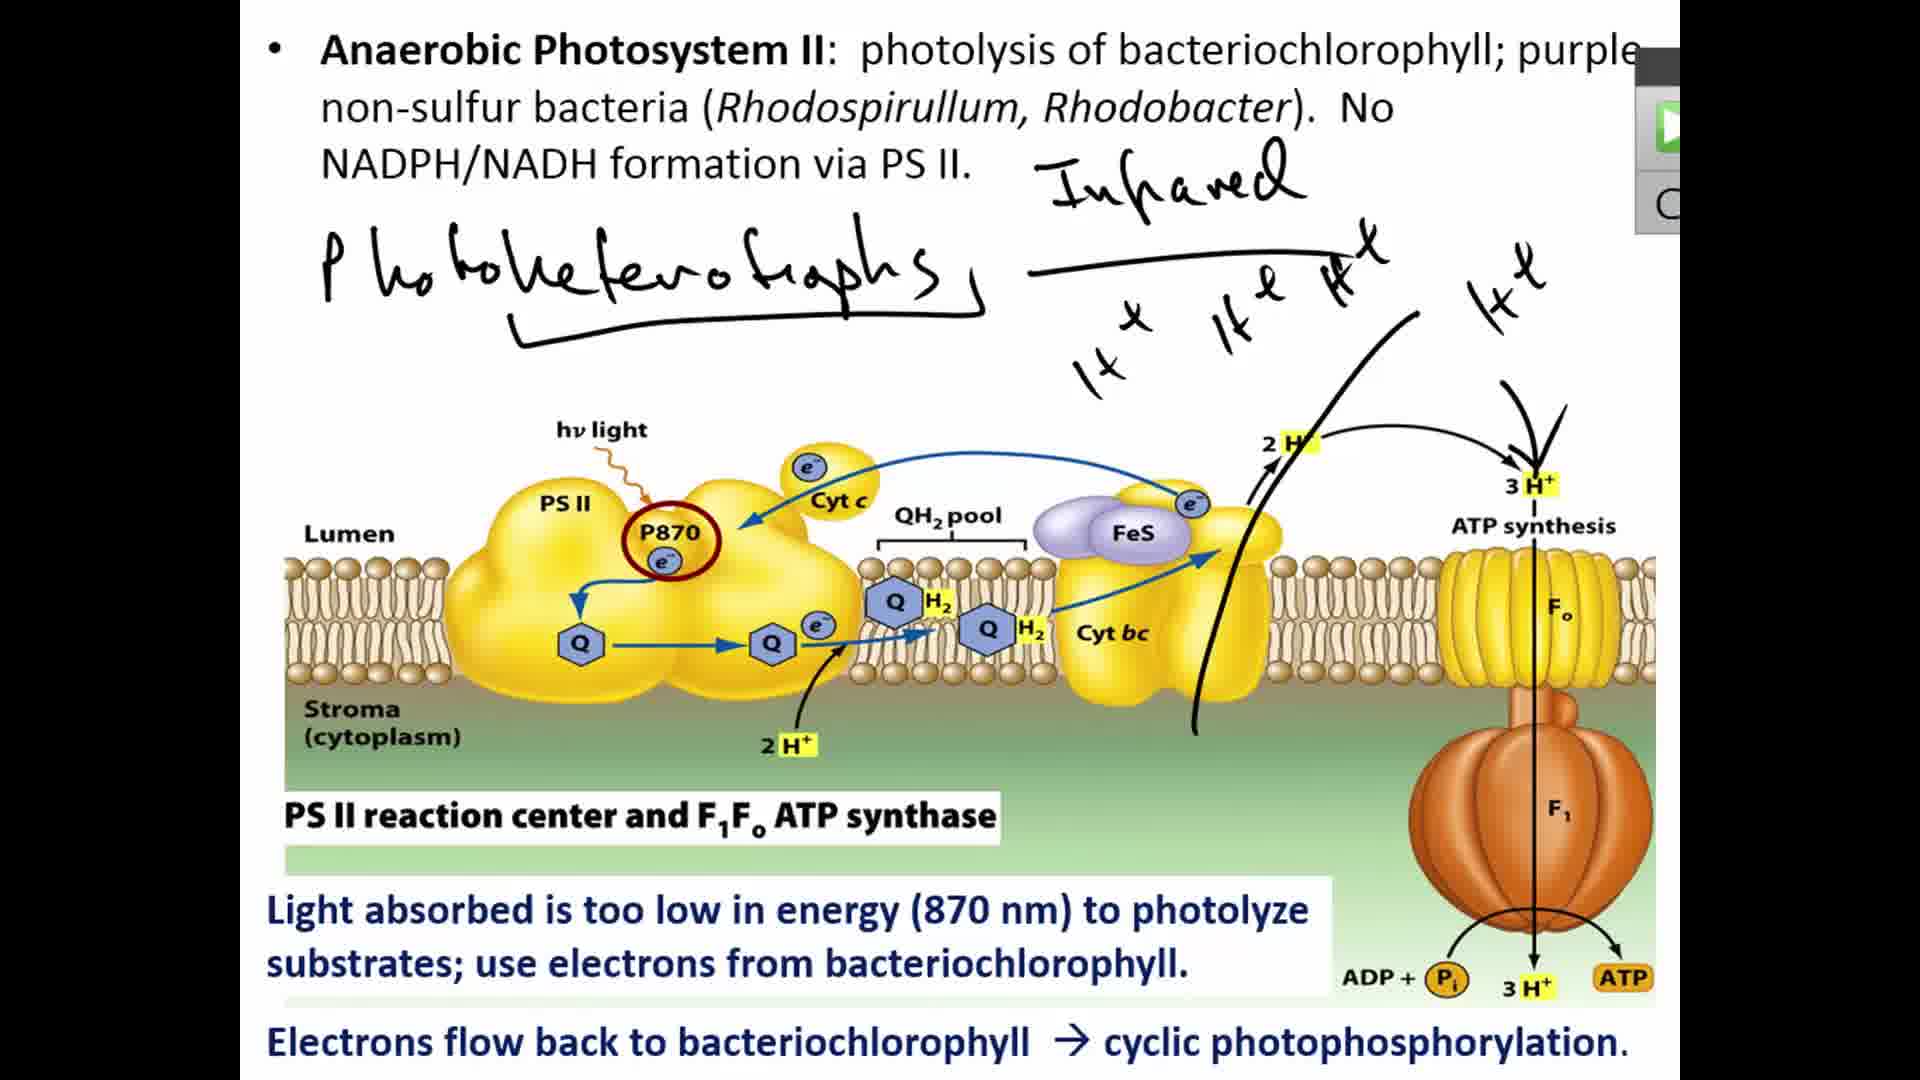 • Anaerobic Photosystem II: photolysis of bacteriochlorophyll; purple
non-sulfur bacteria (Rhodospirullum, Rhodobacter). No
NADPH/NADH formation via PS II.
Infrared
Photoheterotrophs
H+ H+ H+ H+
hν light
PS II
P870
e-
e-
Cyt c
Lumen
QH2 pool
FeS
e-
2 H+
3 H+
ATP synthesis
Q
Q
e-
Q H2
Q H2
Cyt bc
Fo
Stroma
(cytoplasm)
2 H+
F1
PS II reaction center and F1Fo ATP synthase
Light absorbed is too low in energy (870 nm) to photolyze
substrates; use electrons from bacteriochlorophyll.
ADP + Pi
3 H+
ATP
Electrons flow back to bacteriochlorophyll → cyclic photophosphorylation.